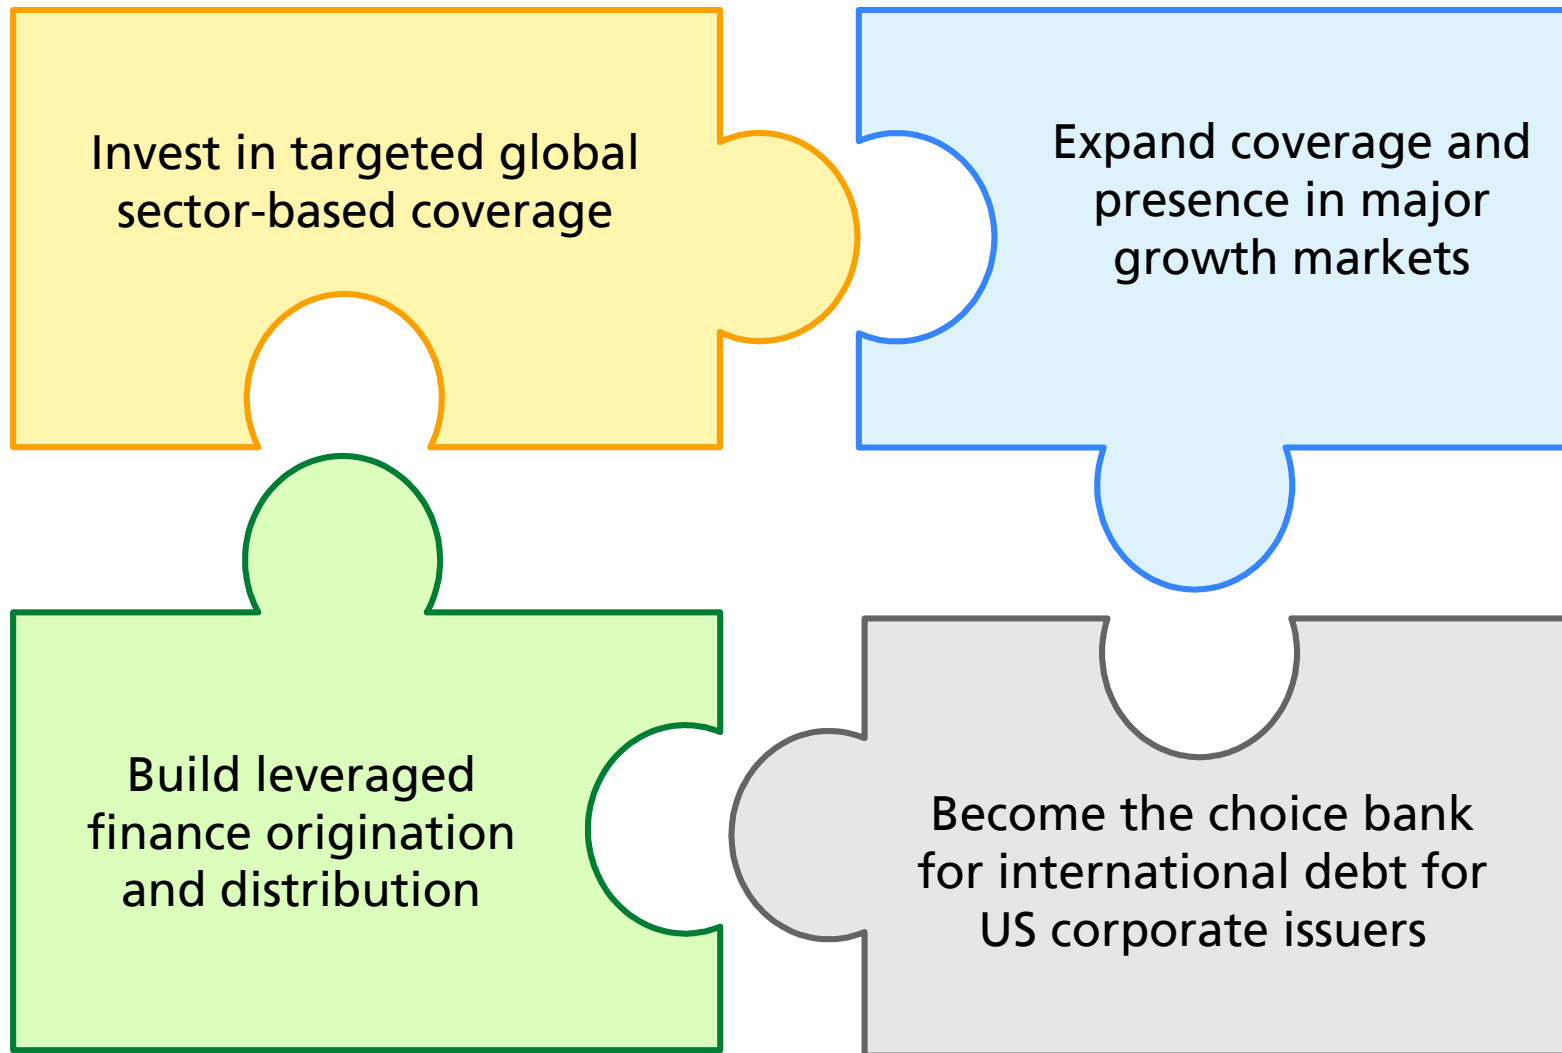 Invest in targeted global
sector-based coverage
Expand coverage and
presence in major
growth markets
Build leveraged
finance origination
and distribution
Become the choice bank
for international debt for
US corporate issuers